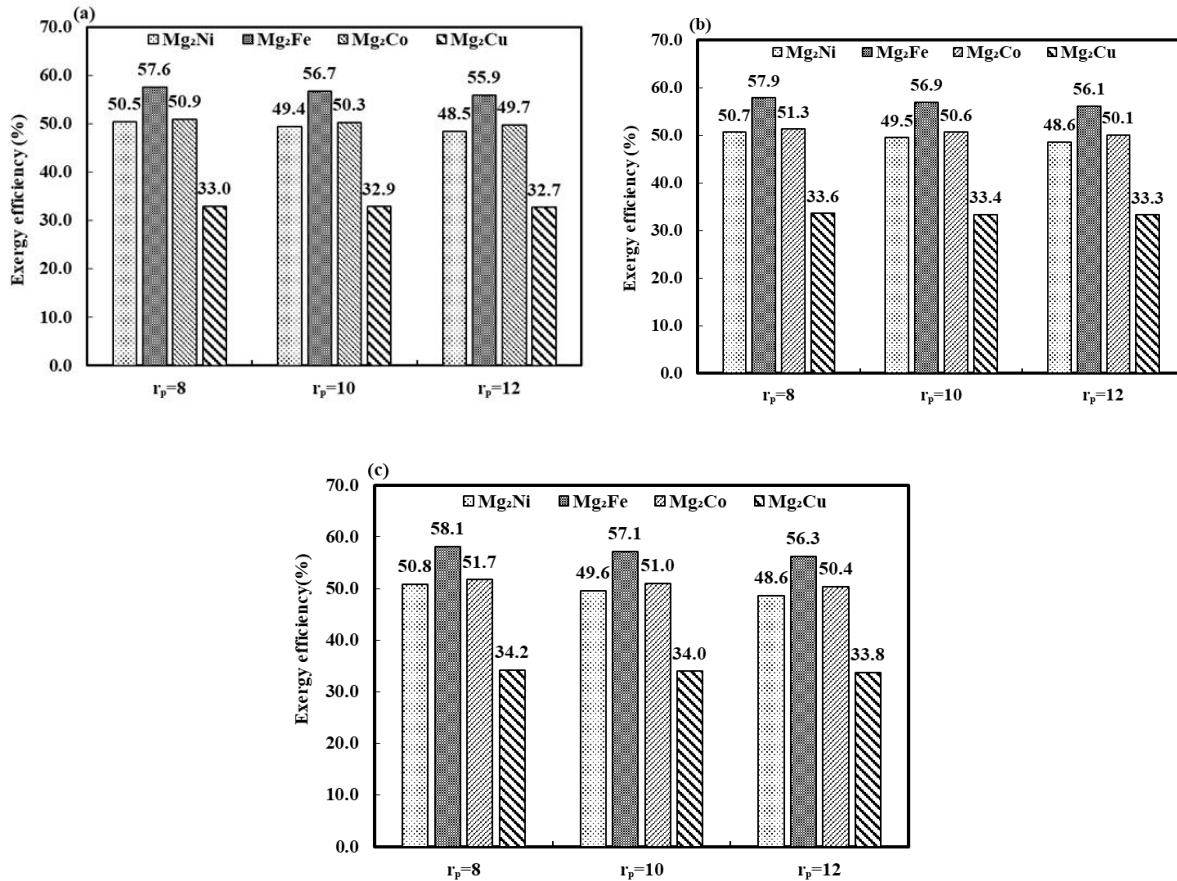 (a)
70.0
60.0
50.0
40.0
30.0
20.0
10.0
0.0
Exergy efficiency (%)
Mg₂Ni Mg₂Fe Mg₂Co Mg₂Cu
50.5 57.6 50.9 33.0
49.4 56.7 50.3 32.9
48.5 55.9 49.7 32.7
rₚ=8 rₚ=10 rₚ=12
(b)
70.0
60.0
50.0
40.0
30.0
20.0
10.0
0.0
Exergy efficiency (%)
Mg₂Ni Mg₂Fe Mg₂Co Mg₂Cu
50.7 57.9 51.3 33.6
49.5 56.9 50.6 33.4
48.6 56.1 50.1 33.3
rₚ=8 rₚ=10 rₚ=12
(c)
70.0
60.0
50.0
40.0
30.0
20.0
10.0
0.0
Exergy efficiency(%)
Mg₂Ni Mg₂Fe Mg₂Co Mg₂Cu
50.8 58.1 51.7 34.2
49.6 57.1 51.0 34.0
48.6 56.3 50.4 33.8
rₚ=8 rₚ=10 rₚ=12